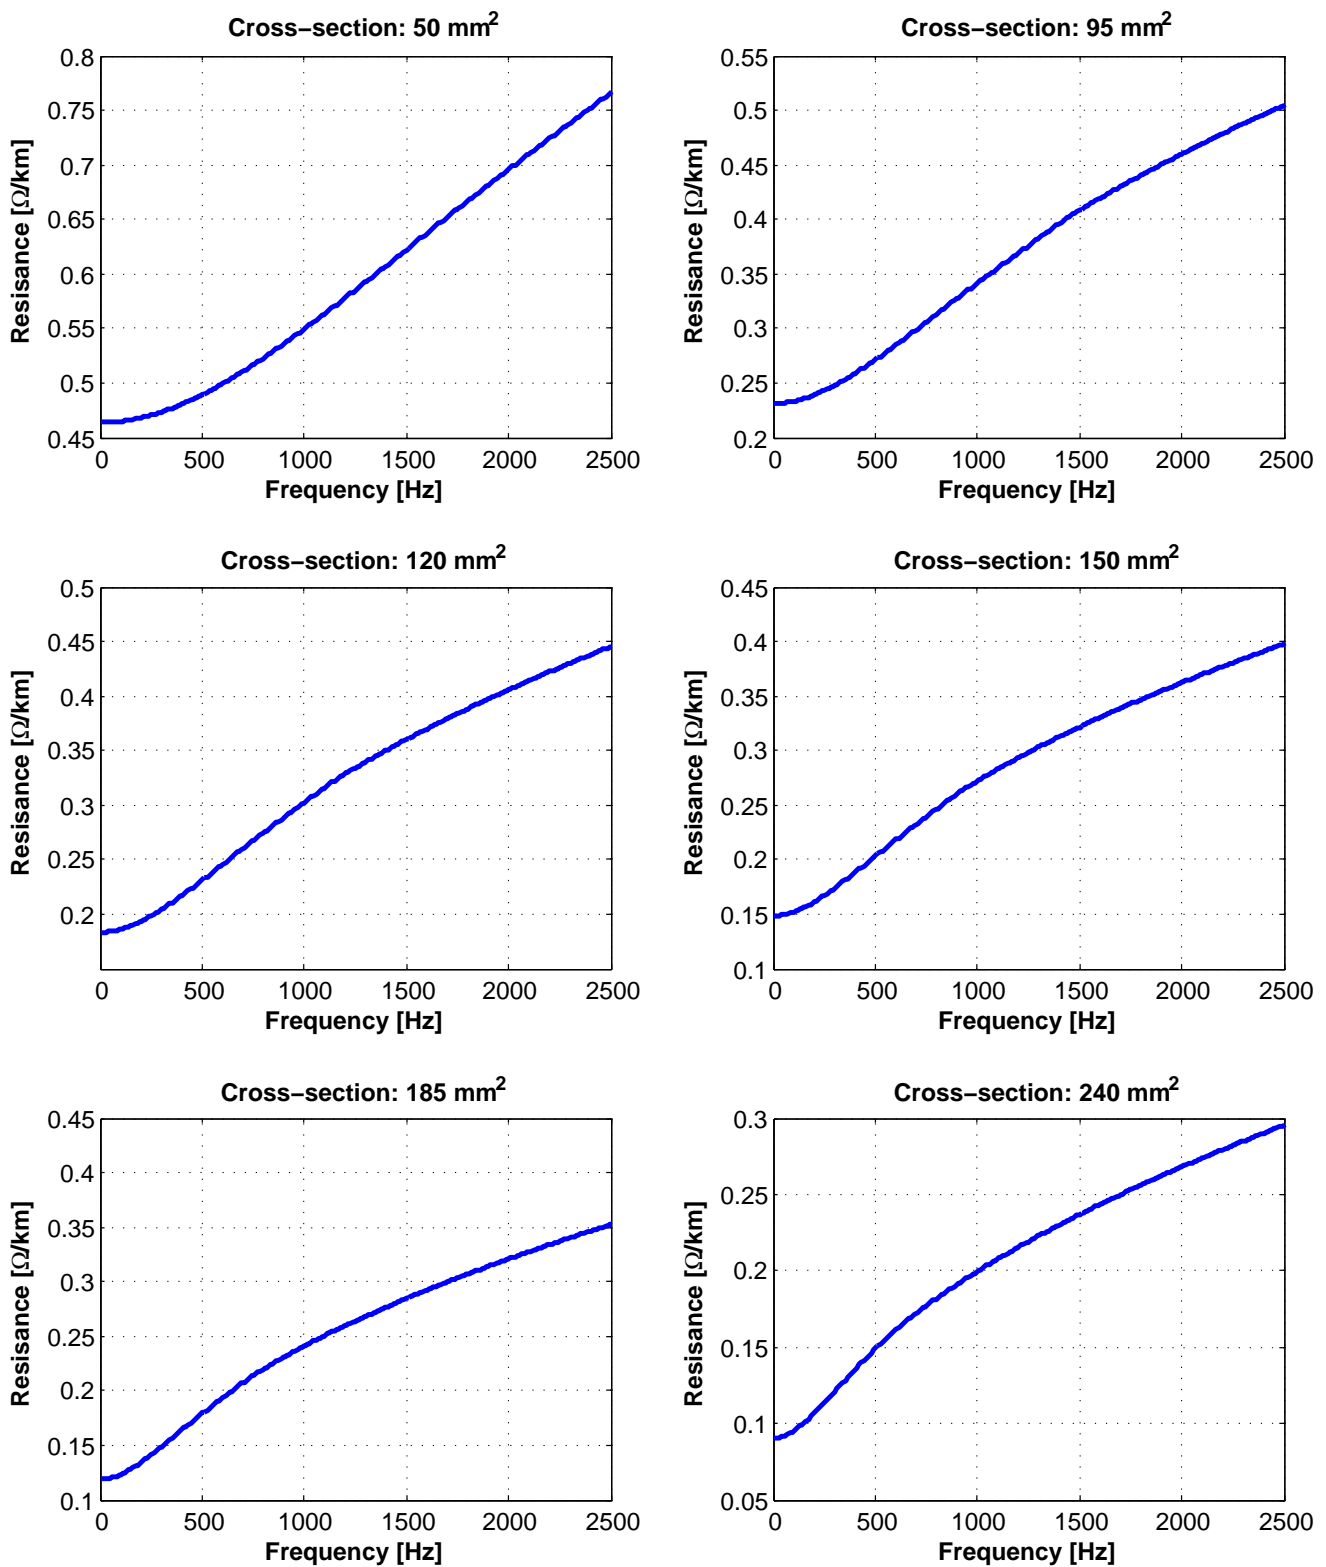 Cross−section: 50 mm²
0.8
0.75
0.7
0.65
0.6
0.55
0.5
0.45
Resisance [Ω/km]
0 500 1000 1500 2000 2500
Frequency [Hz]
Cross−section: 95 mm²
0.55
0.5
0.45
0.4
0.35
0.3
0.25
0.2
Resisance [Ω/km]
0 500 1000 1500 2000 2500
Frequency [Hz]
Cross−section: 120 mm²
0.5
0.45
0.4
0.35
0.3
0.25
0.2
Resisance [Ω/km]
0 500 1000 1500 2000 2500
Frequency [Hz]
Cross−section: 150 mm²
0.45
0.4
0.35
0.3
0.25
0.2
0.15
0.1
Resisance [Ω/km]
0 500 1000 1500 2000 2500
Frequency [Hz]
Cross−section: 185 mm²
0.45
0.4
0.35
0.3
0.25
0.2
0.15
0.1
Resisance [Ω/km]
0 500 1000 1500 2000 2500
Frequency [Hz]
Cross−section: 240 mm²
0.3
0.25
0.2
0.15
0.1
0.05
Resisance [Ω/km]
0 500 1000 1500 2000 2500
Frequency [Hz]